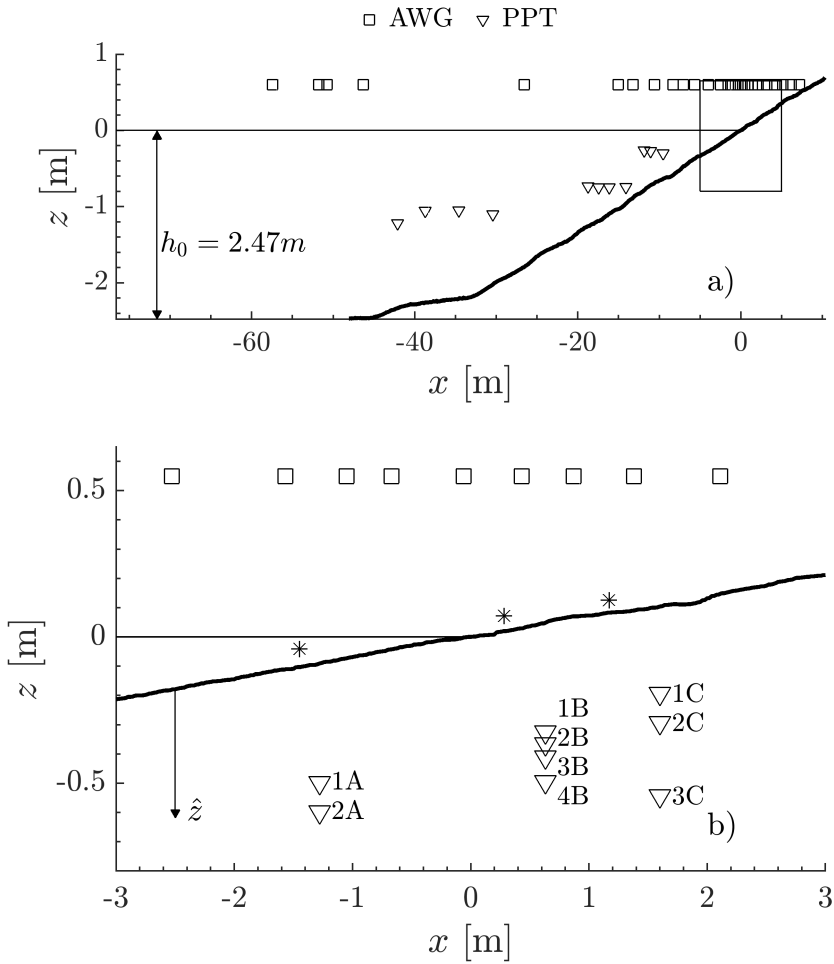 AWG PPT
1
0
-1
-2
z [m]
h₀ = 2.47m
a)
-60 -40 -20 0
x [m]
0.5
0
-0.5
z [m]
1B
1C
2B
2C
3B
1A
4B
3C
2A
ẑ
b)
-3 -2 -1 0 1 2 3
x [m]